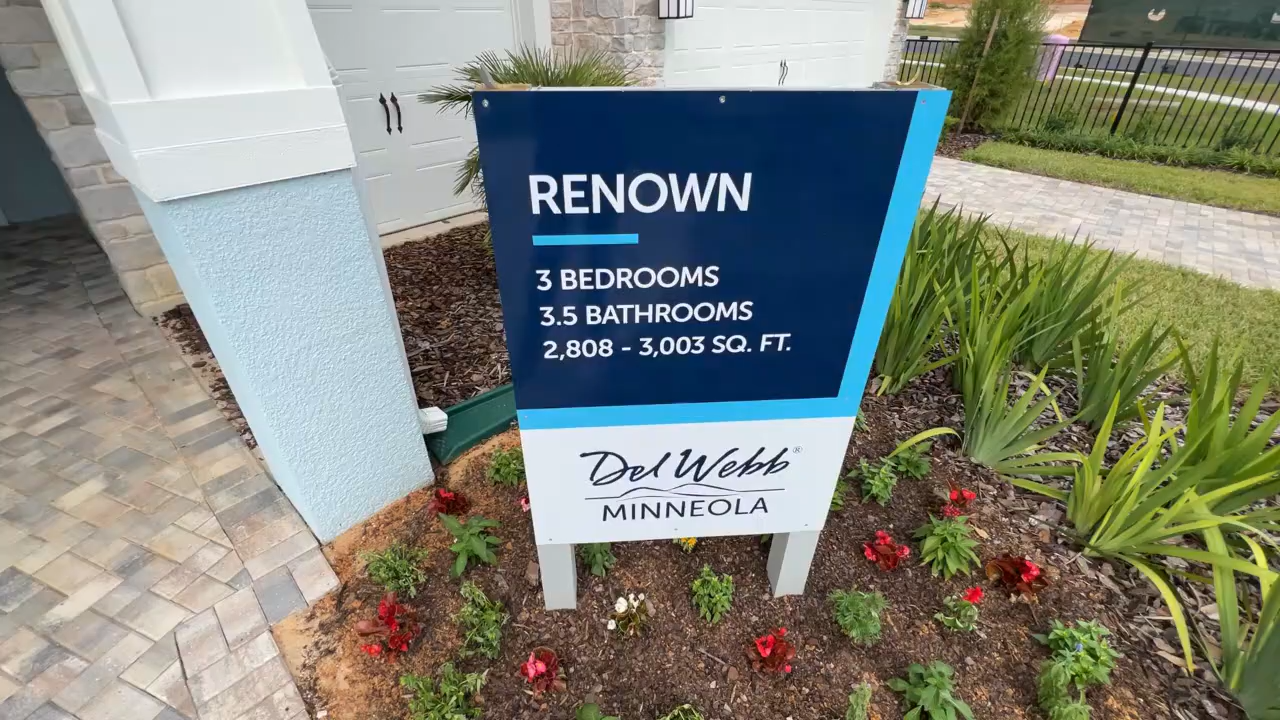 RENOWN
3 BEDROOMS
3.5 BATHROOMS
2,808 - 3,003 SQ. FT.
Del Webb®
MINNEOLA